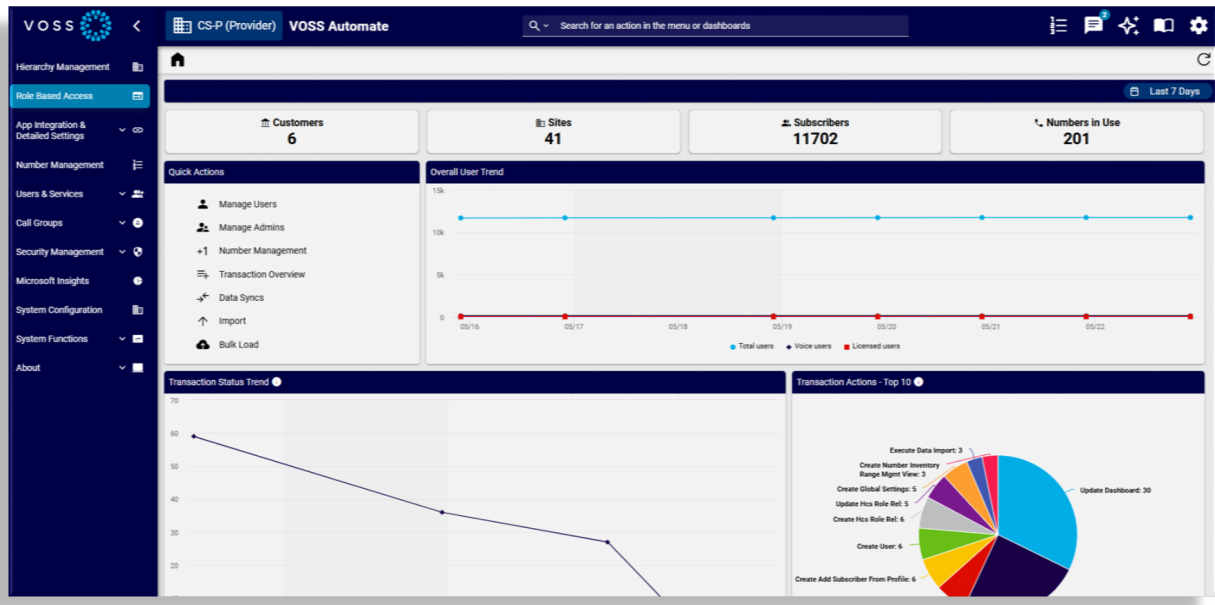 VOSS
CS-P (Provider)
VOSS Automate
Search for an action in the menu or dashboards
2
Hierarchy Management
Role Based Access
App Integration &
Detailed Settings
Number Management
Users & Services
Call Groups
Security Management
Microsoft Insights
System Configuration
System Functions
About
Last 7 Days
Customers
6
Sites
41
Subscribers
11702
Numbers in Use
201
Quick Actions
Manage Users
Manage Admins
+1 Number Management
Transaction Overview
Data Syncs
Import
Bulk Load
Overall User Trend
15k
10k
5k
0
05/16
05/17
05/18
05/19
05/20
05/21
05/22
Total users
Voice users
Licensed users
Transaction Status Trend
70
60
50
40
30
20
Transaction Actions - Top 10
Execute Data Import: 3
Create Number Inventory
Range Mgmt View: 3
Create Global Settings: 5
Update Hcs Role Rel: 5
Create Hcs Role Rel: 6
Create User: 6
Create Add Subscriber From Profile: 6
Update Dashboard: 30